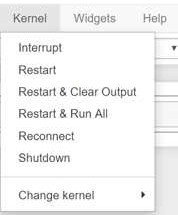 Kernel Widgets Help
Interrupt
Restart
Restart & Clear Output
Restart & Run All
Reconnect
Shutdown
Change kernel